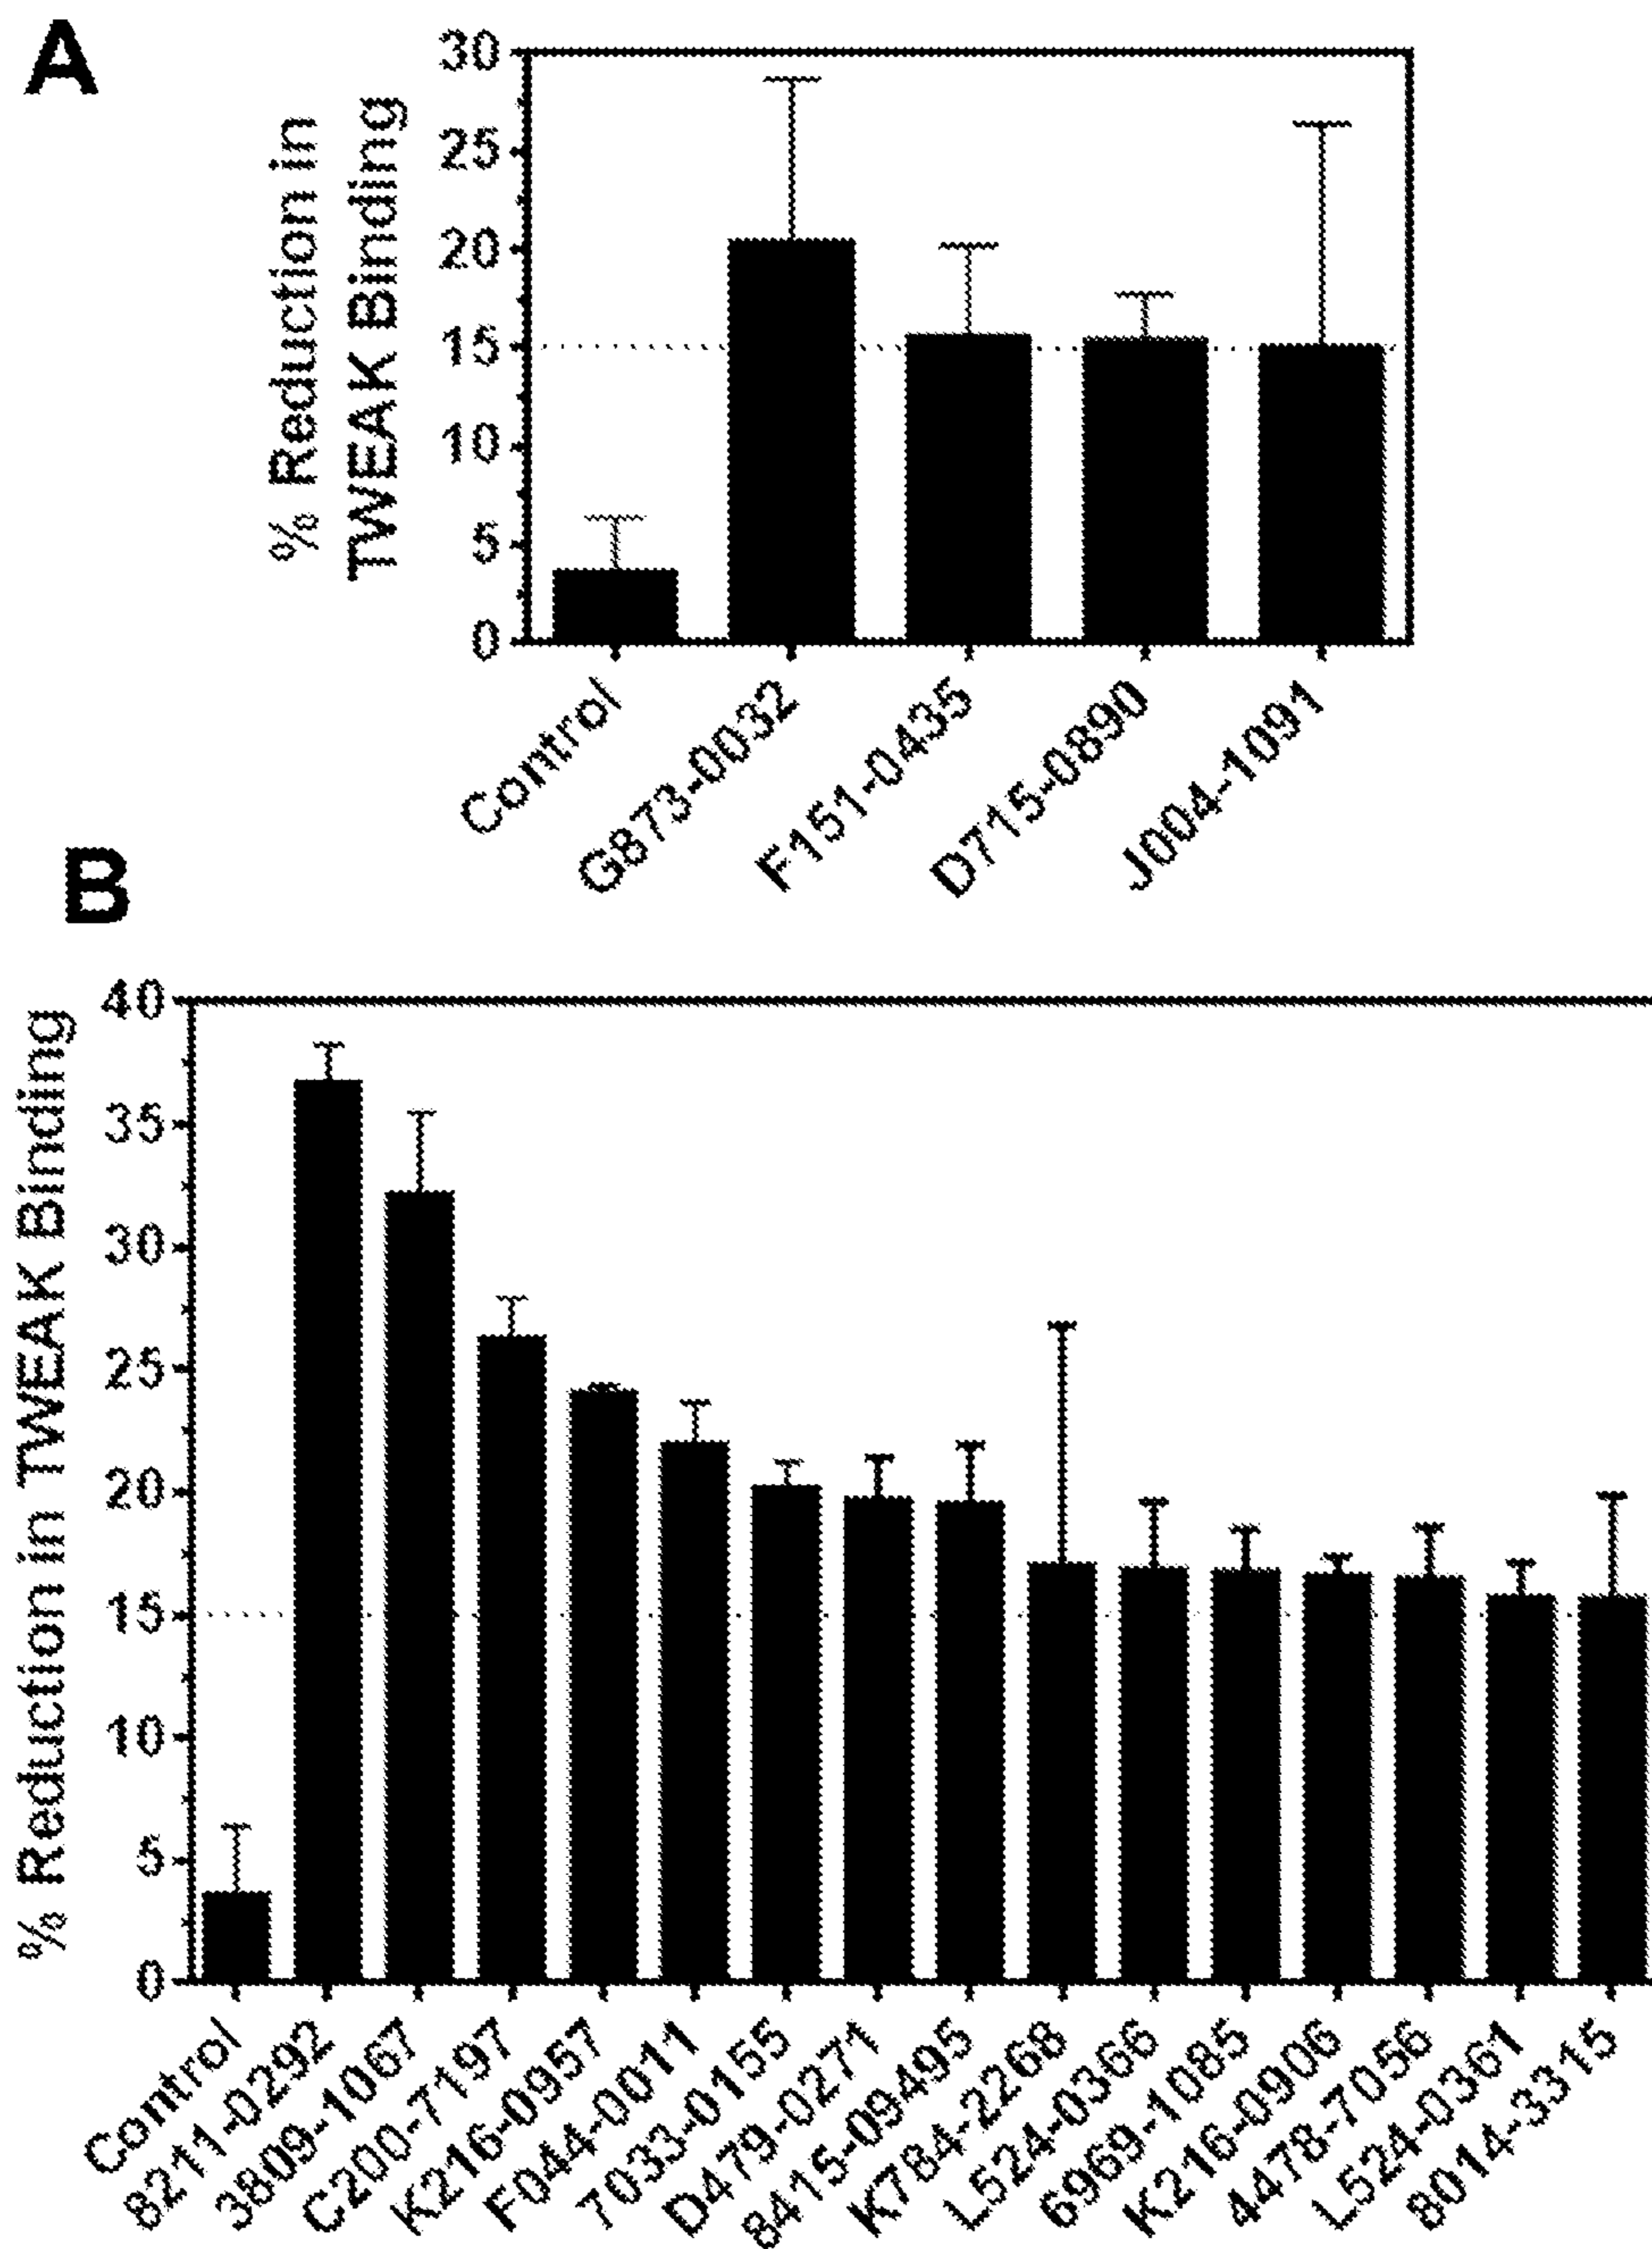 A
% Reduction in
TWEAK Binding
30
25
20
15
10
5
0
Control
G873-0032
F151-0435
D715-0890
J004-1091
B
% Reduction in TWEAK Binding
40
35
30
25
20
15
10
5
0
Control
8211-0292
3809-1067
C200-7197
K216-0957
F044-0011
7033-0155
D479-0271
8415-09495
K784-2268
L524-0366
6969-1085
K216-0906
4478-7056
L524-0361
8014-3315